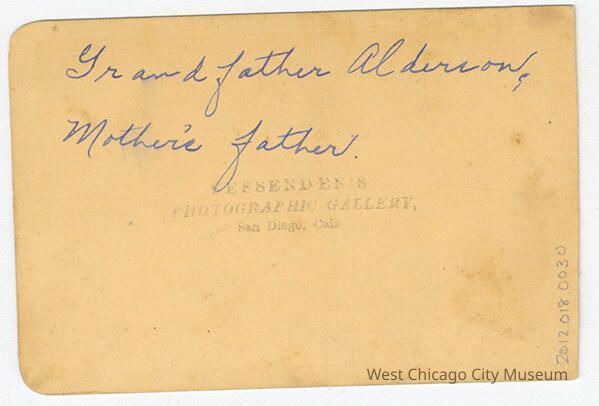 Grandfather Alderson,
Mother's father.
FESSENDEN'S
PHOTOGRAPHIC GALLERY,
San Diego, Cal.
2012.018.0030
West Chicago City Museum